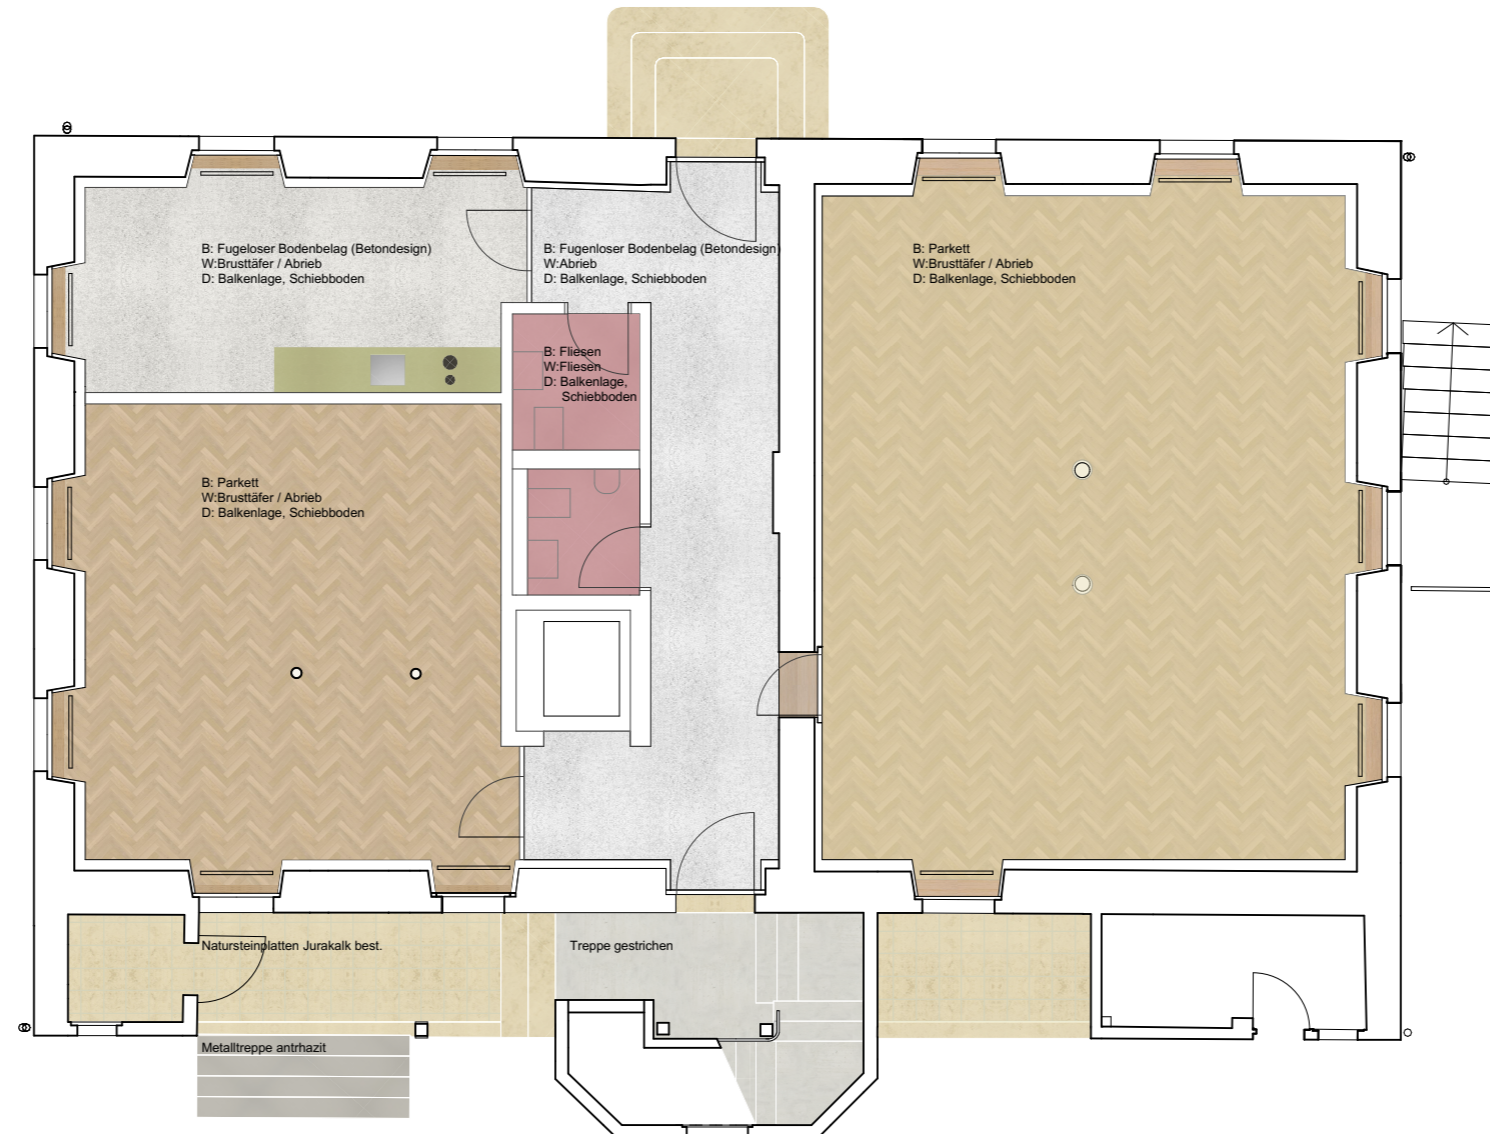 B: Fugeloser Bodenbelag (Betondesign)
W:Brusttäfer / Abrieb
D: Balkenlage, Schiebboden
B: Fugenloser Bodenbelag (Betondesign)
W:Abrieb
D: Balkenlage, Schiebboden
B: Parkett
W:Brusttäfer / Abrieb
D: Balkenlage, Schiebboden
B: Fliesen
W:Fliesen
D: Balkenlage,
Schiebboden
B: Parkett
W:Brusttäfer / Abrieb
D: Balkenlage, Schiebboden
Natursteinplatten Jurakalk best.
Treppe gestrichen
Metalltreppe antrhazit